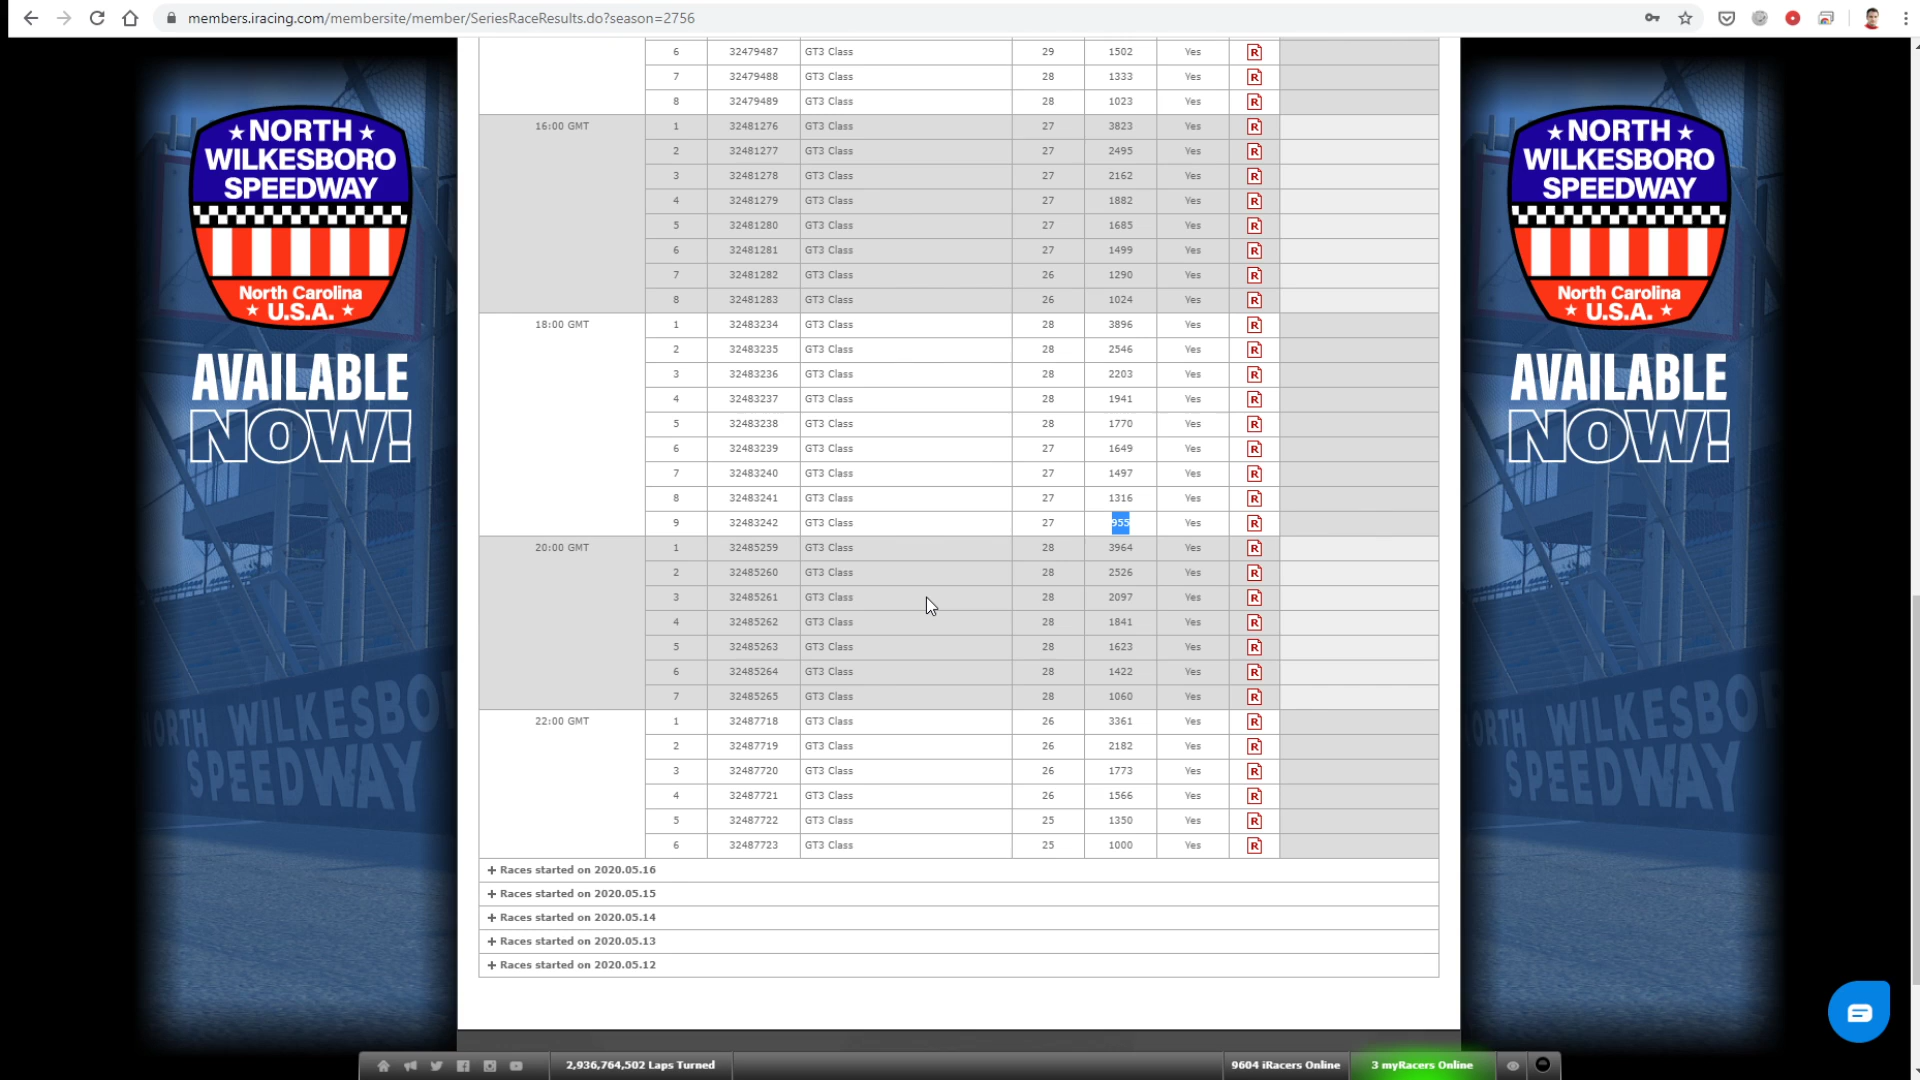 members.iracing.com/membersite/member/SeriesRaceResults.do?season=2756
6 32479487 GT3 Class 29 1502 Yes R
7 32479488 GT3 Class 28 1333 Yes R
8 32479489 GT3 Class 28 1023 Yes R
16:00 GMT 1 32481276 GT3 Class 27 3823 Yes R
2 32481277 GT3 Class 27 2495 Yes R
3 32481278 GT3 Class 27 2162 Yes R
4 32481279 GT3 Class 27 1882 Yes R
5 32481280 GT3 Class 27 1685 Yes R
6 32481281 GT3 Class 27 1499 Yes R
7 32481282 GT3 Class 26 1290 Yes R
8 32481283 GT3 Class 26 1024 Yes R
18:00 GMT 1 32483234 GT3 Class 28 3896 Yes R
2 32483235 GT3 Class 28 2546 Yes R
3 32483236 GT3 Class 28 2203 Yes R
4 32483237 GT3 Class 28 1941 Yes R
5 32483238 GT3 Class 28 1770 Yes R
6 32483239 GT3 Class 27 1649 Yes R
7 32483240 GT3 Class 27 1497 Yes R
8 32483241 GT3 Class 27 1316 Yes R
9 32483242 GT3 Class 27 955 Yes R
20:00 GMT 1 32485259 GT3 Class 28 3964 Yes R
2 32485260 GT3 Class 28 2526 Yes R
3 32485261 GT3 Class 28 2097 Yes R
4 32485262 GT3 Class 28 1841 Yes R
5 32485263 GT3 Class 28 1623 Yes R
6 32485264 GT3 Class 28 1422 Yes R
7 32485265 GT3 Class 28 1060 Yes R
22:00 GMT 1 32487718 GT3 Class 26 3361 Yes R
2 32487719 GT3 Class 26 2182 Yes R
3 32487720 GT3 Class 26 1773 Yes R
4 32487721 GT3 Class 26 1566 Yes R
5 32487722 GT3 Class 25 1350 Yes R
6 32487723 GT3 Class 25 1000 Yes R
+ Races started on 2020.05.16
+ Races started on 2020.05.15
+ Races started on 2020.05.14
+ Races started on 2020.05.13
+ Races started on 2020.05.12
NORTH
WILKESBORO
SPEEDWAY
North Carolina
U.S.A.
AVAILABLE
NOW!
NORTH WILKESBO
SPEEDWAY
NORTH
WILKESBORO
SPEEDWAY
North Carolina
U.S.A.
AVAILABLE
NOW!
ORTH WILKESBO
SPEEDWAY
2,936,764,502 Laps Turned
9604 iRacers Online
3 myRacers Online